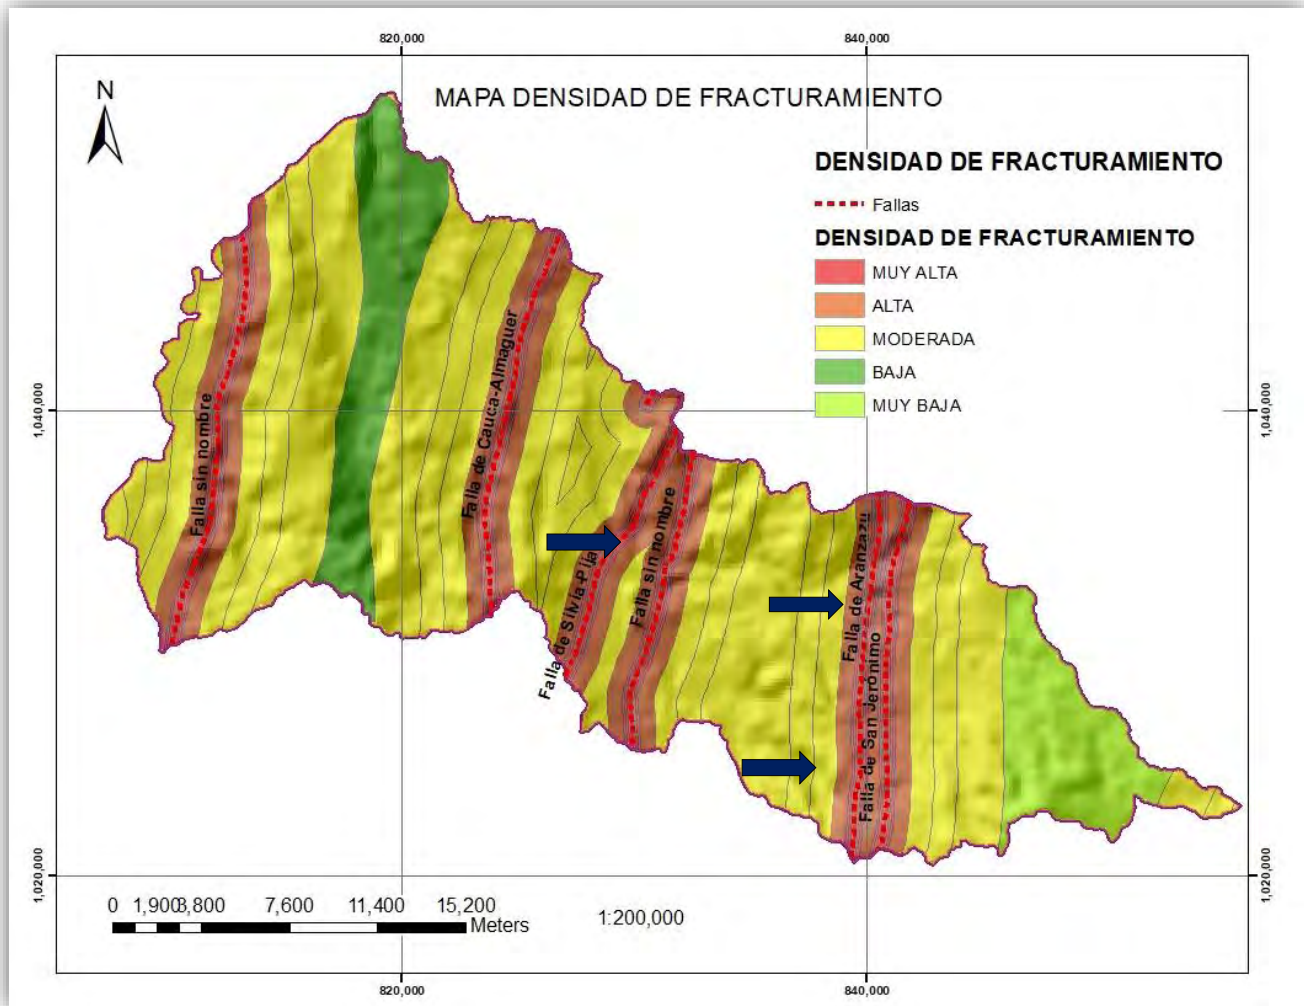 820,000
840,000
N
MAPA DENSIDAD DE FRACTURAMIENTO
DENSIDAD DE FRACTURAMIENTO
Fallas
DENSIDAD DE FRACTURAMIENTO
MUY ALTA
ALTA
MODERADA
BAJA
MUY BAJA
1,040,000
1,040,000
Falla sin nombre
Falla de Cauca-Almaguer
Falla de Silvia-Pija
Falla sin nombre
Falla de Aranzazu
Falla de San Jerónimo
1,020,000
1,020,000
0 1,900 3,800 7,600 11,400 15,200
Meters
1:200,000
820,000
840,000